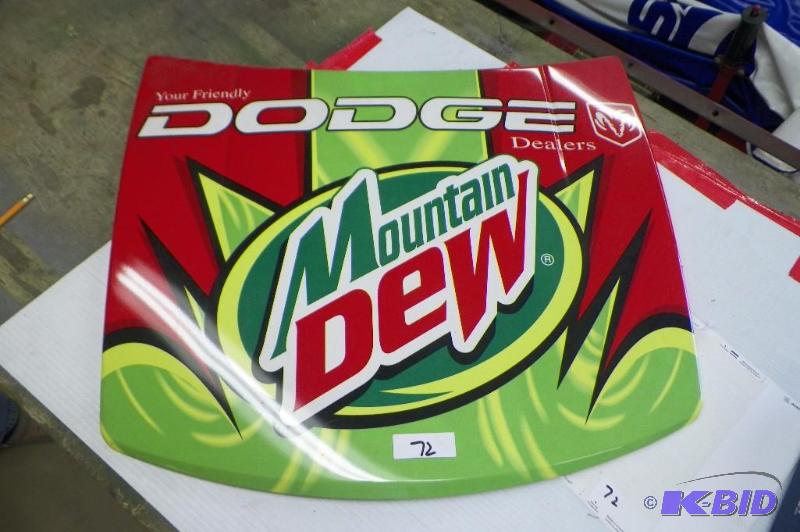 Your Friendly
DODGE
Dealers
Mountain
Dew
®
72
72
© K-BID